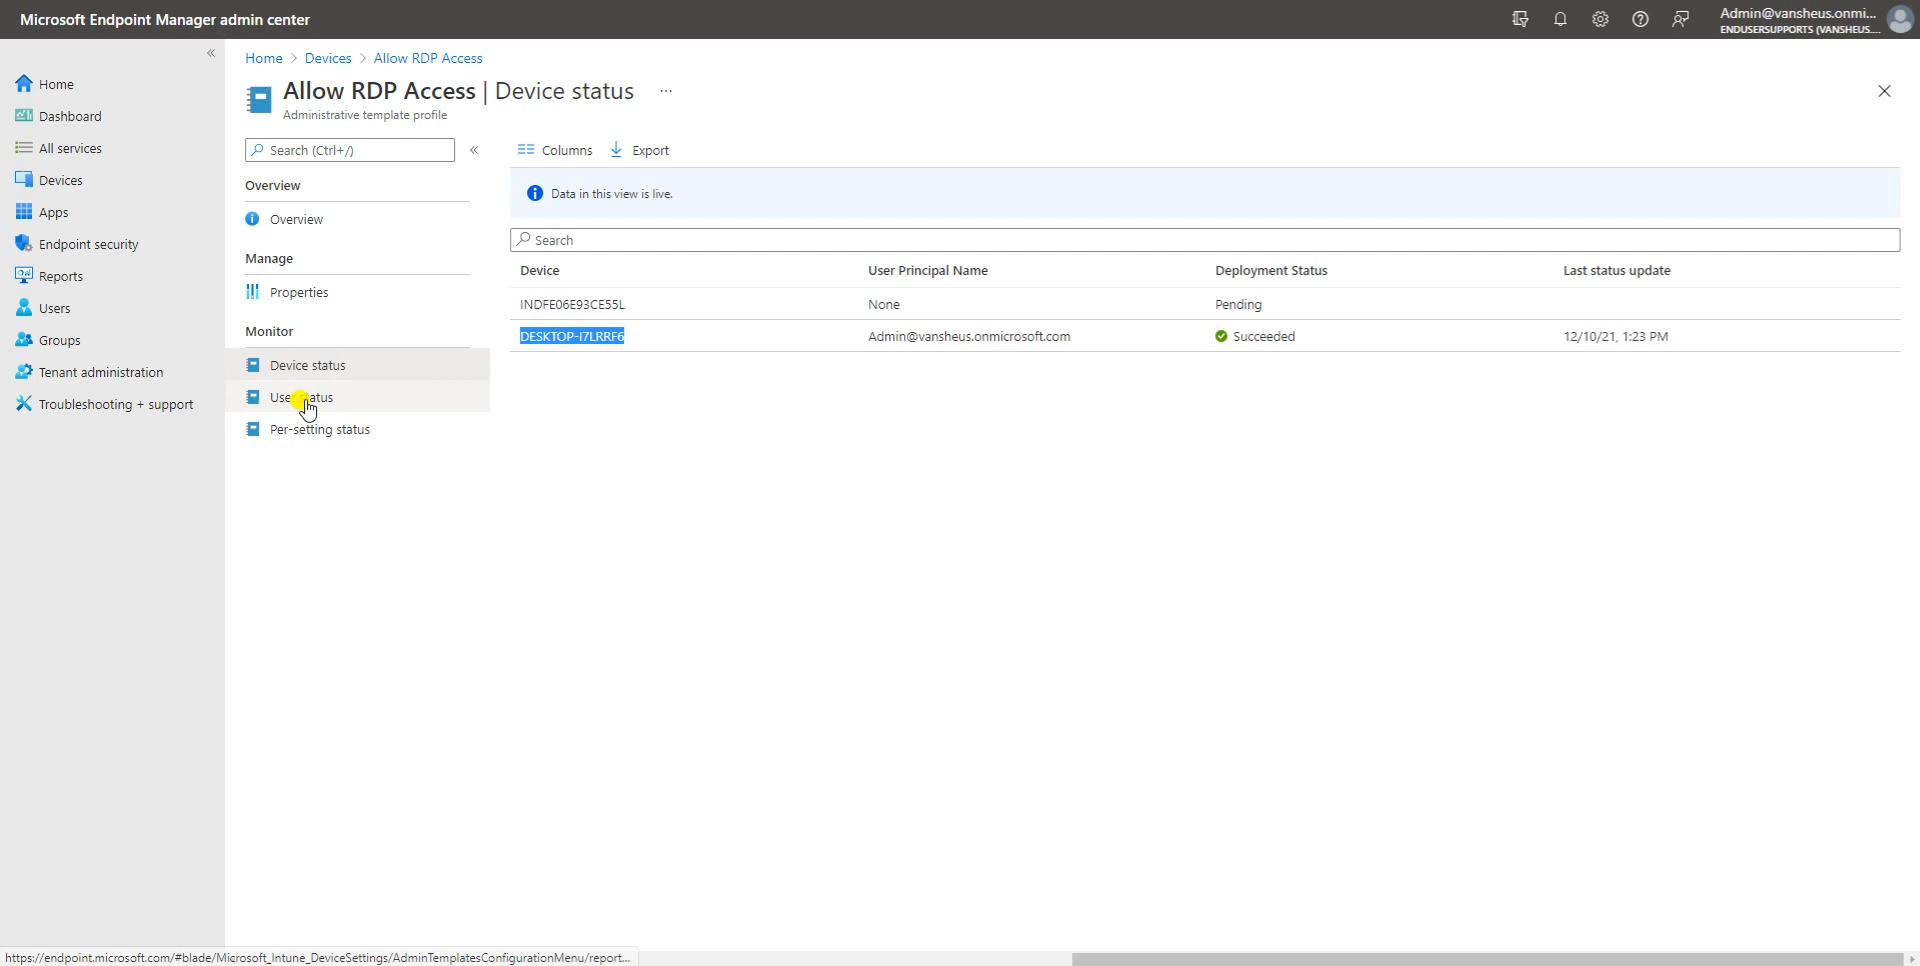 Microsoft Endpoint Manager admin center
Admin@vansheus.onmi...
ENDUSERSUPPORTS (VANSHEUS....
Home > Devices > Allow RDP Access
Home
Dashboard
All services
Devices
Apps
Endpoint security
Reports
Users
Groups
Tenant administration
Troubleshooting + support
Allow RDP Access | Device status ...
Administrative template profile
Search (Ctrl+/)
Overview
Overview
Manage
Properties
Monitor
Device status
Per-setting status
Columns Export
Data in this view is live.
Search
Device User Principal Name Deployment Status Last status update
INDFE06E93CE55L None Pending
DESKTOP-I7LRRF6 Admin@vansheus.onmicrosoft.com Succeeded 12/10/21, 1:23 PM
https://endpoint.microsoft.com/#blade/Microsoft_Intune_DeviceSettings/AdminTemplatesConfigurationMenu/report...